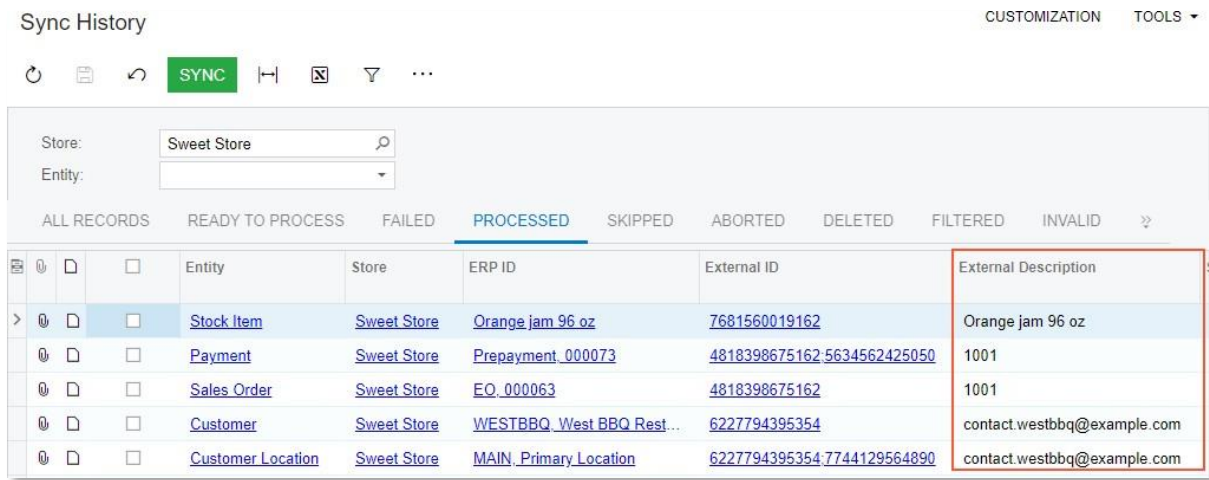 Sync History
CUSTOMIZATION TOOLS
SYNC
Store: Sweet Store
Entity:
ALL RECORDS READY TO PROCESS FAILED PROCESSED SKIPPED ABORTED DELETED FILTERED INVALID
Entity Store ERP ID External ID External Description
Stock Item Sweet Store Orange jam 96 oz 7681560019162 Orange jam 96 oz
Payment Sweet Store Prepayment, 000073 4818398675162;5634562425050 1001
Sales Order Sweet Store EO, 000063 4818398675162 1001
Customer Sweet Store WESTBBQ, West BBQ Rest... 6227794395354 contact.westbbq@example.com
Customer Location Sweet Store MAIN, Primary Location 6227794395354;7744129564890 contact.westbbq@example.com